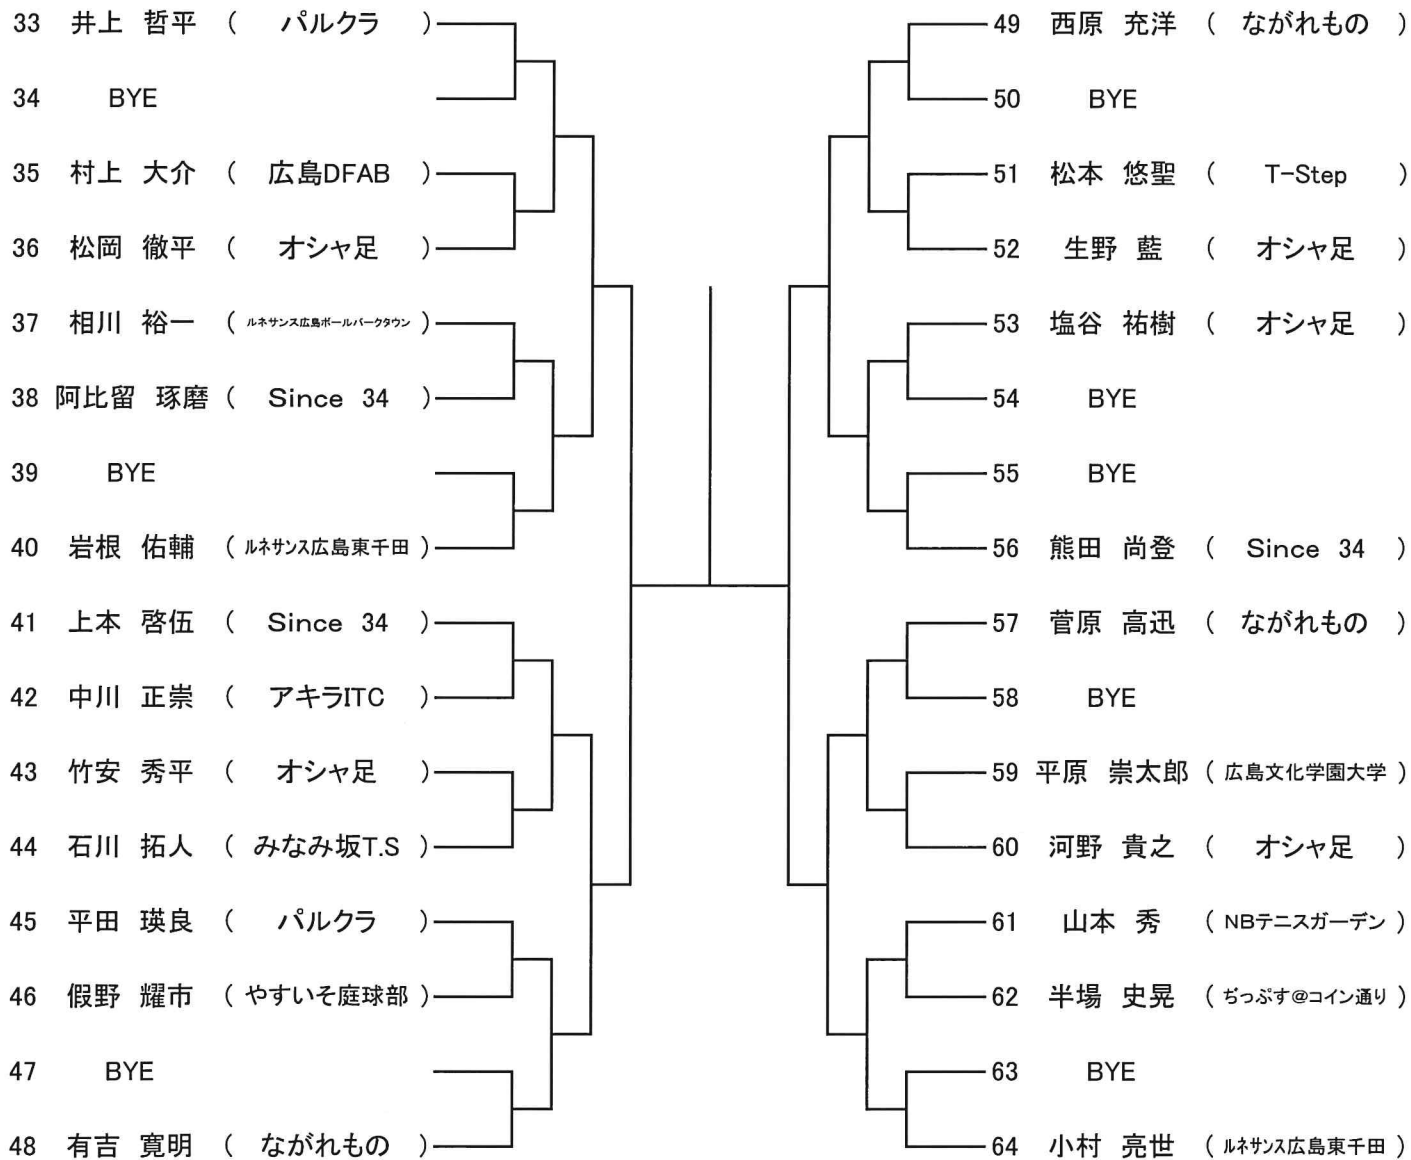 33 井上 哲平 ( パルクラ )
34 BYE
35 村上 大介 ( 広島DFAB )
36 松岡 徹平 ( オシャ足 )
37 相川 裕一 ( ルネサンス広島ボールパークタウン )
38 阿比留 琢磨 ( Since 34 )
39 BYE
40 岩根 佑輔 ( ルネサンス広島東千田 )
41 上本 啓伍 ( Since 34 )
42 中川 正崇 ( アキラITC )
43 竹安 秀平 ( オシャ足 )
44 石川 拓人 ( みなみ坂T.S )
45 平田 瑛良 ( パルクラ )
46 假野 耀市 ( やすいそ庭球部 )
47 BYE
48 有吉 寛明 ( ながれもの )
49 西原 充洋 ( ながれもの )
50 BYE
51 松本 悠聖 ( T-Step )
52 生野 藍 ( オシャ足 )
53 塩谷 祐樹 ( オシャ足 )
54 BYE
55 BYE
56 熊田 尚登 ( Since 34 )
57 菅原 高迅 ( ながれもの )
58 BYE
59 平原 崇太郎 ( 広島文化学園大学 )
60 河野 貴之 ( オシャ足 )
61 山本 秀 ( NBテニスガーデン )
62 半場 史晃 ( ぢっぷす@コイン通り )
63 BYE
64 小村 亮世 ( ルネサンス広島東千田 )